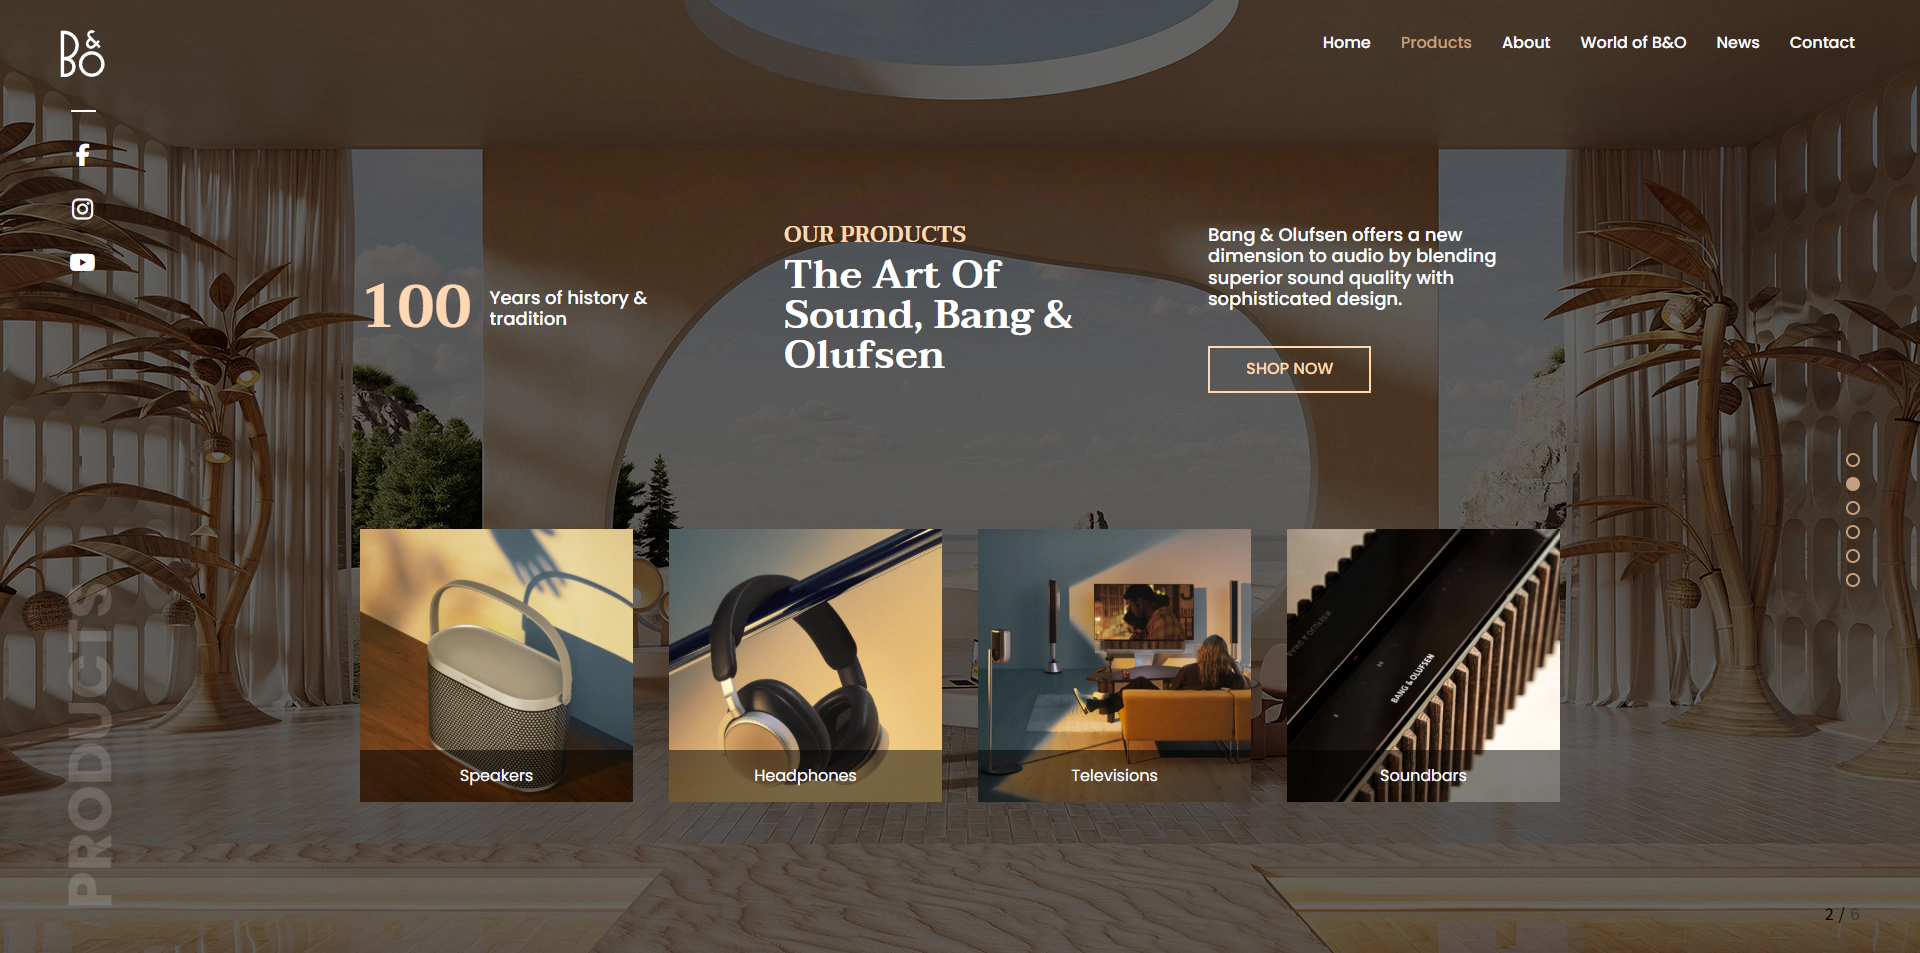 B&O
Home
Products
About
World of B&O
News
Contact
100
Years of history &
tradition
OUR PRODUCTS
The Art Of
Sound, Bang &
Olufsen
Bang & Olufsen offers a new
dimension to audio by blending
superior sound quality with
sophisticated design.
SHOP NOW
BANG & OLUFSEN
Speakers
Headphones
Televisions
Soundbars
PRODUCTS
2 / 6